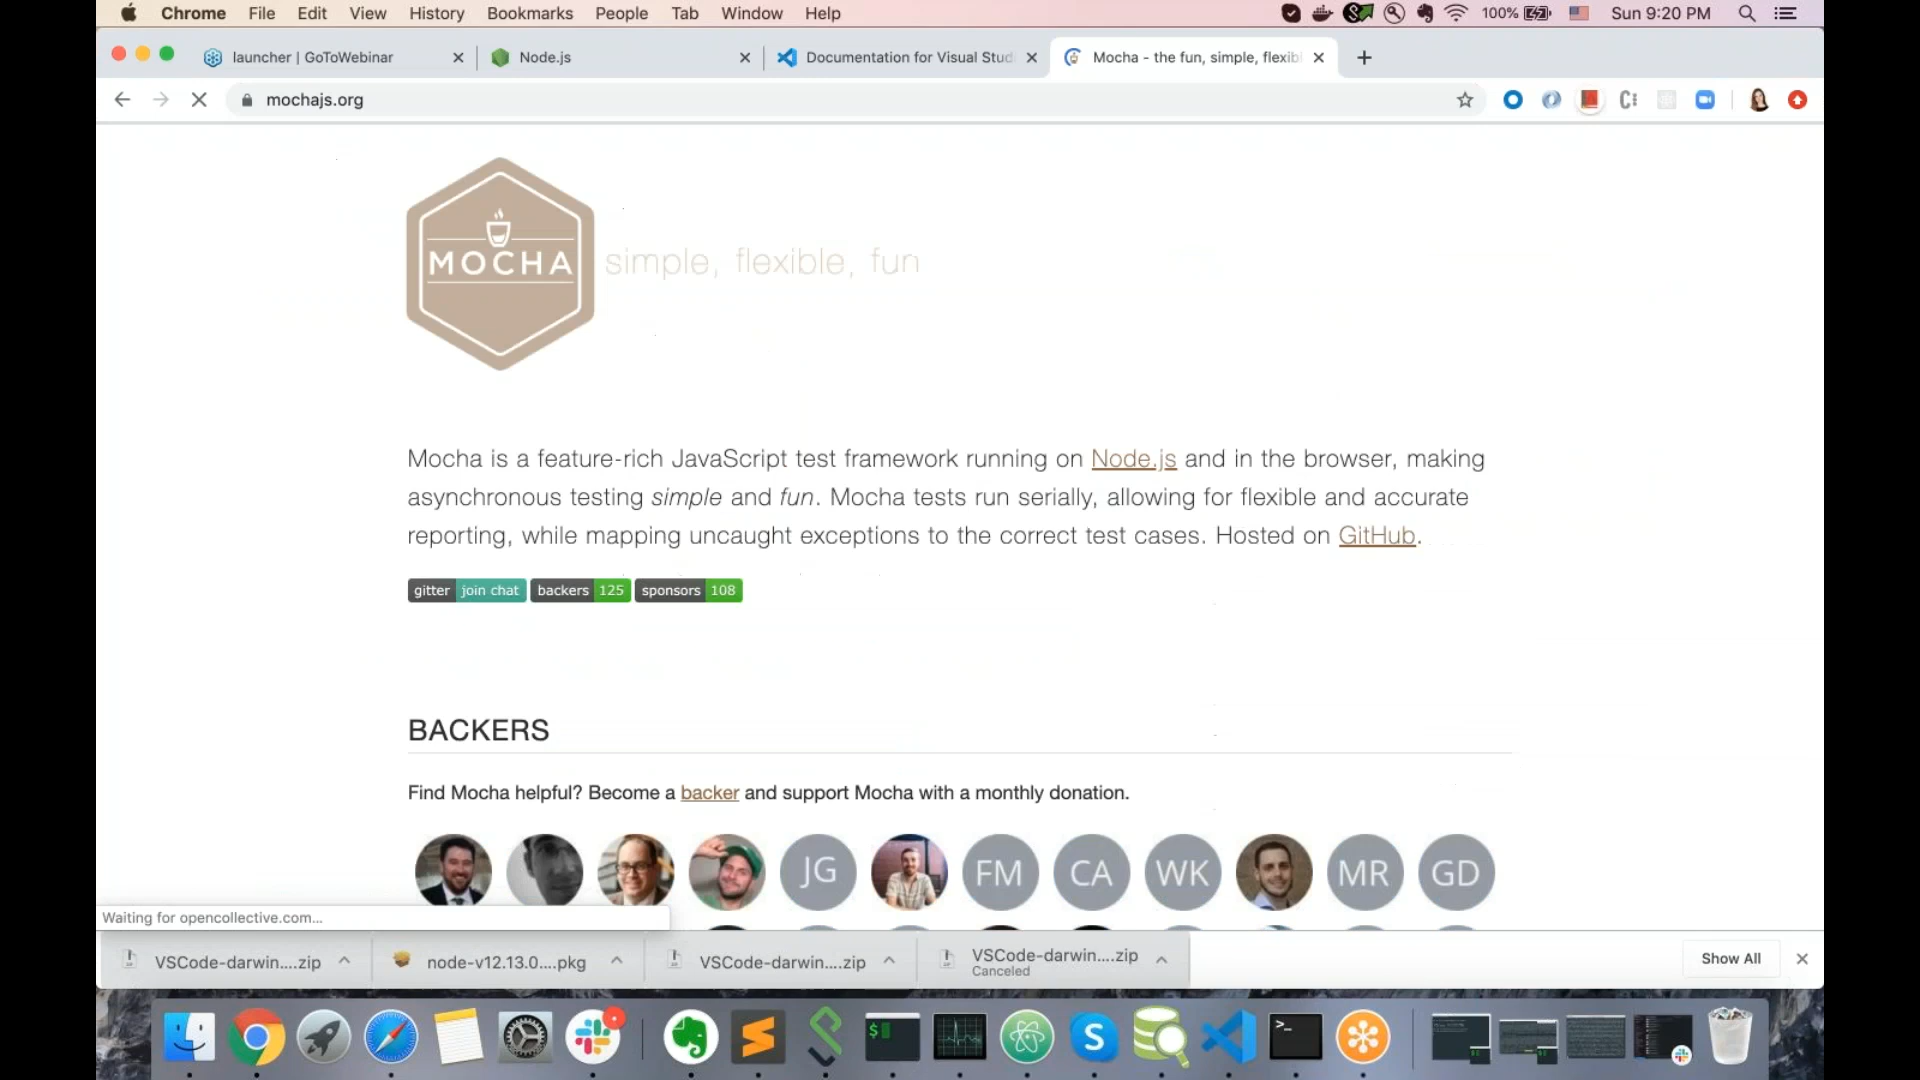 Chrome File Edit View History Bookmarks People Tab Window Help 100% Sun 9:20 PM
launcher | GoToWebinar
Node.js
Documentation for Visual Stud
Mocha - the fun, simple, flexibl
mochajs.org
MOCHA
simple, flexible, fun
Mocha is a feature-rich JavaScript test framework running on Node.js and in the browser, making
asynchronous testing simple and fun. Mocha tests run serially, allowing for flexible and accurate
reporting, while mapping uncaught exceptions to the correct test cases. Hosted on GitHub.
gitter join chat backers 125 sponsors 108
BACKERS
Find Mocha helpful? Become a backer and support Mocha with a monthly donation.
JG FM CA WK MR GD
Waiting for opencollective.com...
VSCode-darwin....zip
node-v12.13.0....pkg
VSCode-darwin....zip
VSCode-darwin....zip
Canceled
Show All